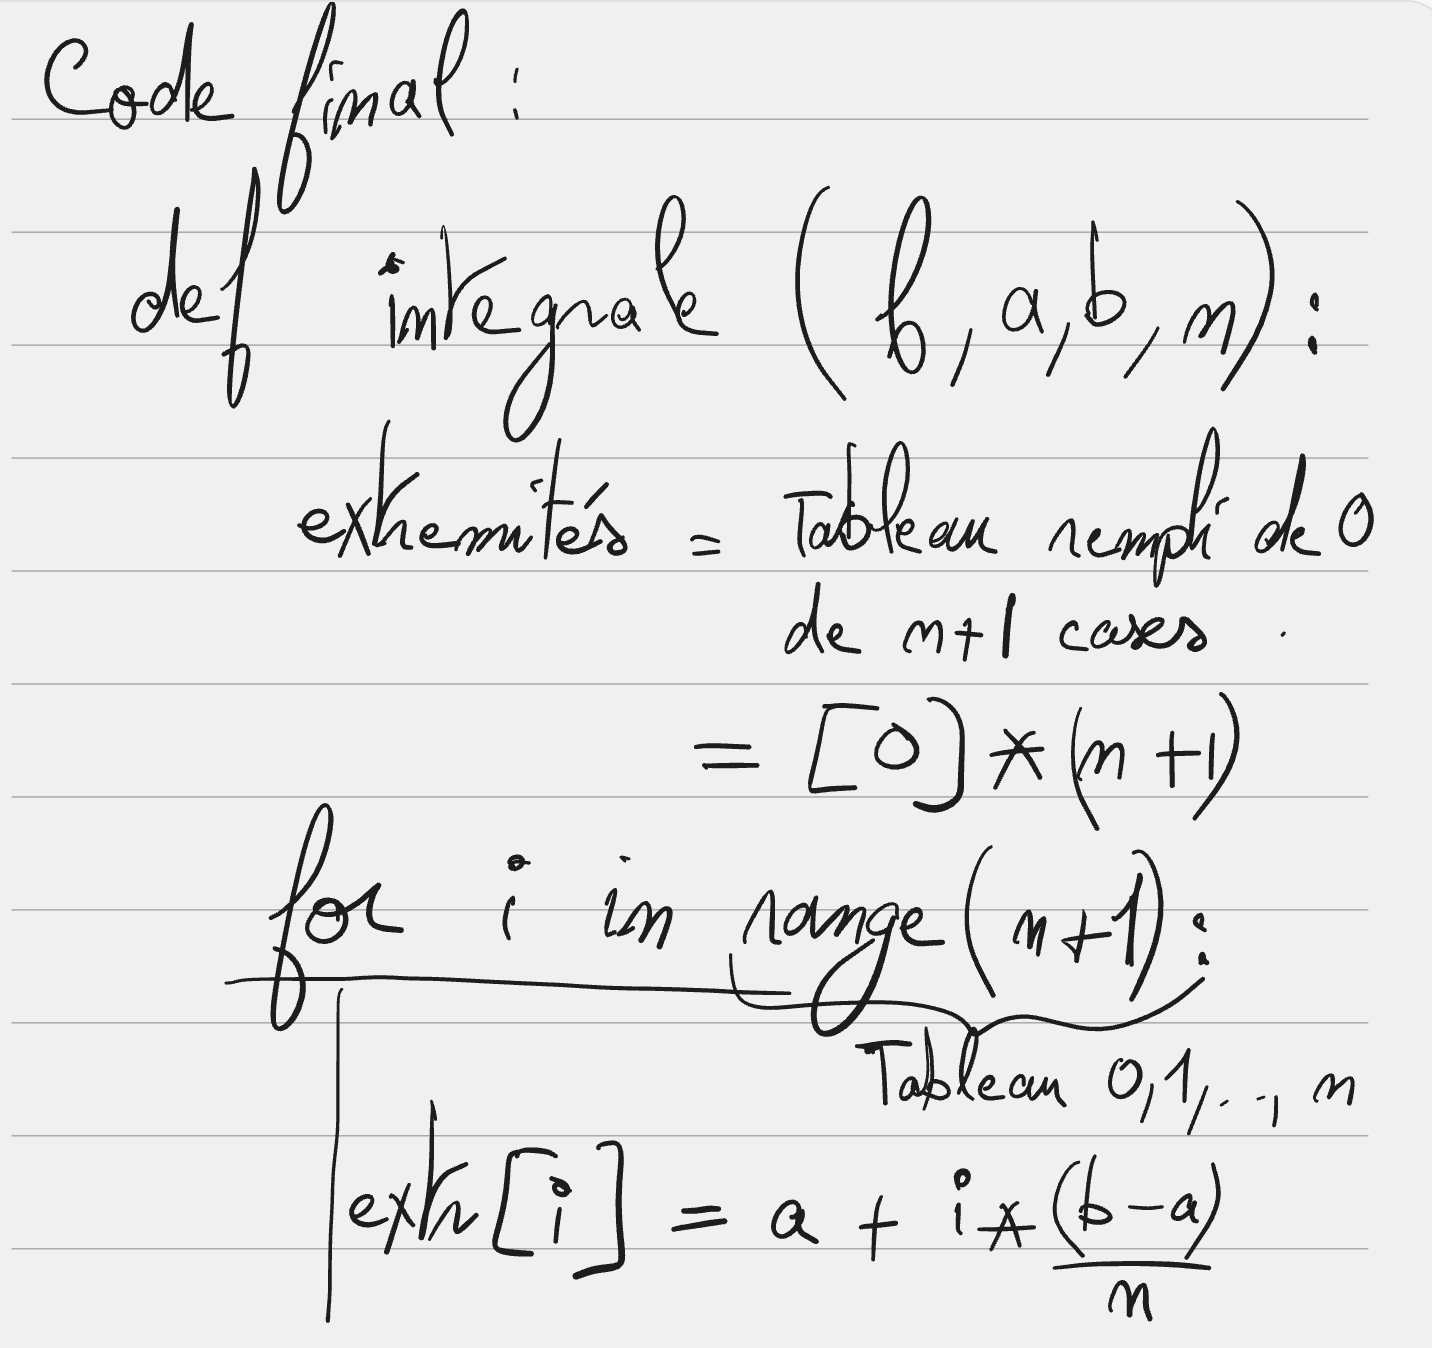 Code final :
def integrale (f, a, b, n) :
extremités = Tableau rempli de 0
de n+1 cases .
= [0] * (n+1)
for i in range (n+1) :
Tableau 0,1,..., n
extr[i] = a + i * (b-a)
n